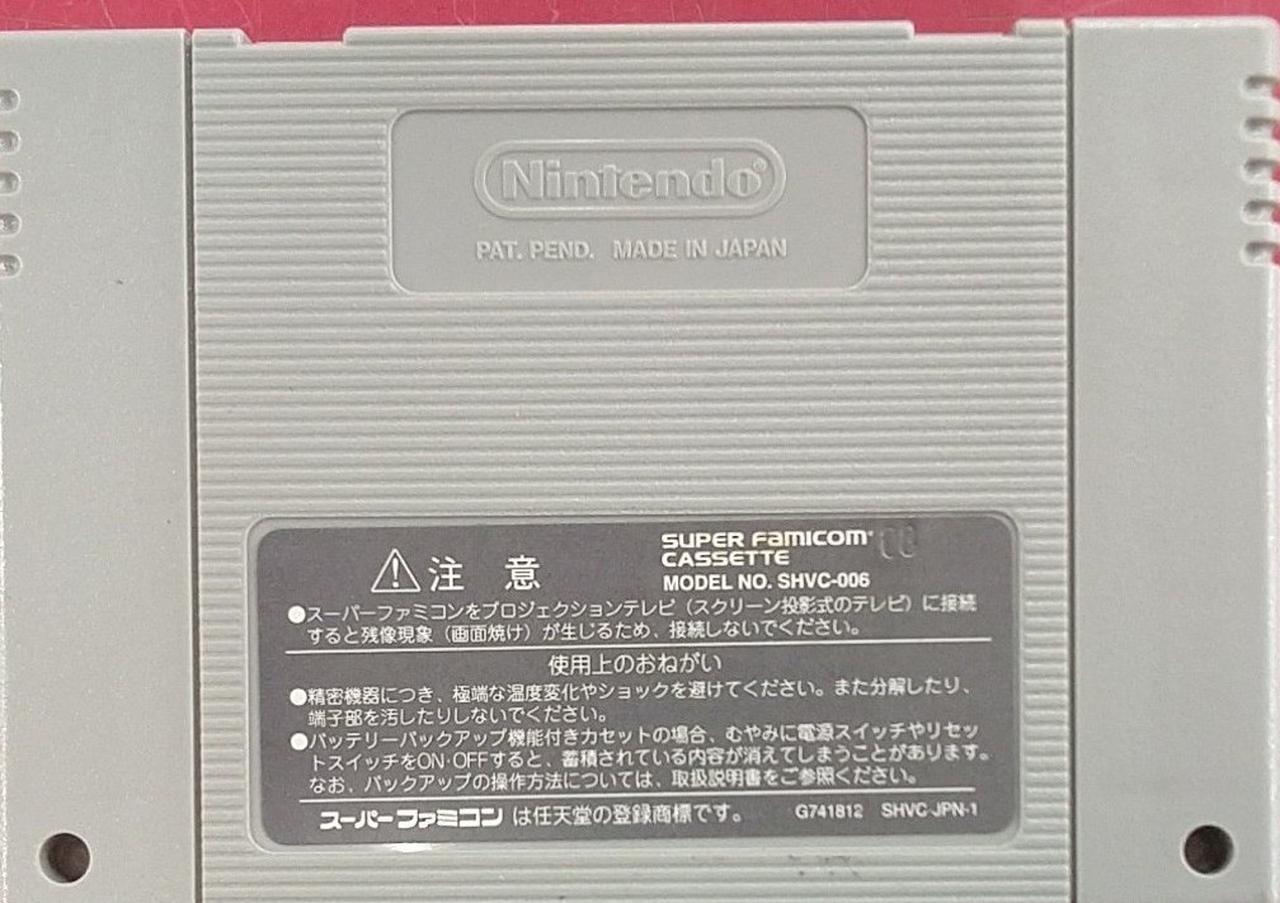 Nintendo®
PAT. PEND. MADE IN JAPAN
SUPER FAMICOM
CASSETTE
MODEL NO. SHVC-006
注 意
●スーパーファミコンをプロジェクションテレビ（スクリーン投影式のテレビ）に接続
すると残像現象（画面焼け）が生じるため、接続しないでください。
使用上のおねがい
●精密機器につき、極端な温度変化やショックを避けてください。また分解したり、
端子部を汚したりしないでください。
●バッテリーバックアップ機能付きカセットの場合、むやみに電源スイッチやリセッ
トスイッチをON·OFFすると、蓄積されている内容が消えてしまうことがあります。
なお、バックアップの操作方法については、取扱説明書をご参照ください。
スーパーファミコン は任天堂の登録商標です。 G741812 SHVC-JPN-1